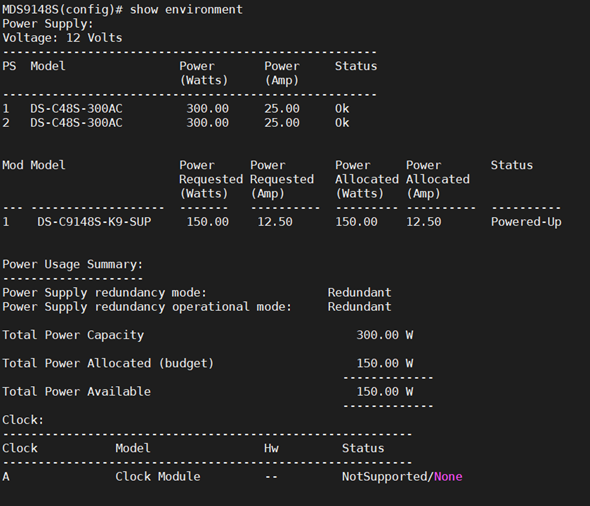 MDS9148S(config)# show environment
Power Supply:
Voltage: 12 Volts
-----------------------------------------------------
PS  Model                Power       Power     Status
                         (Watts)     (Amp)
-----------------------------------------------------
1   DS-C48S-300AC         300.00     25.00     Ok
2   DS-C48S-300AC         300.00     25.00     Ok
Mod Model                Power     Power       Power     Power       Status
                         Requested Requested   Allocated Allocated
                         (Watts)   (Amp)       (Watts)   (Amp)
--- -------------------  -------   ----------  --------- ----------  ----------
1    DS-C9148S-K9-SUP    150.00    12.50       150.00    12.50       Powered-Up
Power Usage Summary:
--------------------
Power Supply redundancy mode:                 Redundant
Power Supply redundancy operational mode:     Redundant
Total Power Capacity                              300.00 W
Total Power Allocated (budget)                    150.00 W
                                                -------------
Total Power Available                             150.00 W
                                                -------------
Clock:
----------------------------------------------------------
Clock           Model                Hw         Status
----------------------------------------------------------
A               Clock Module         --         NotSupported/None